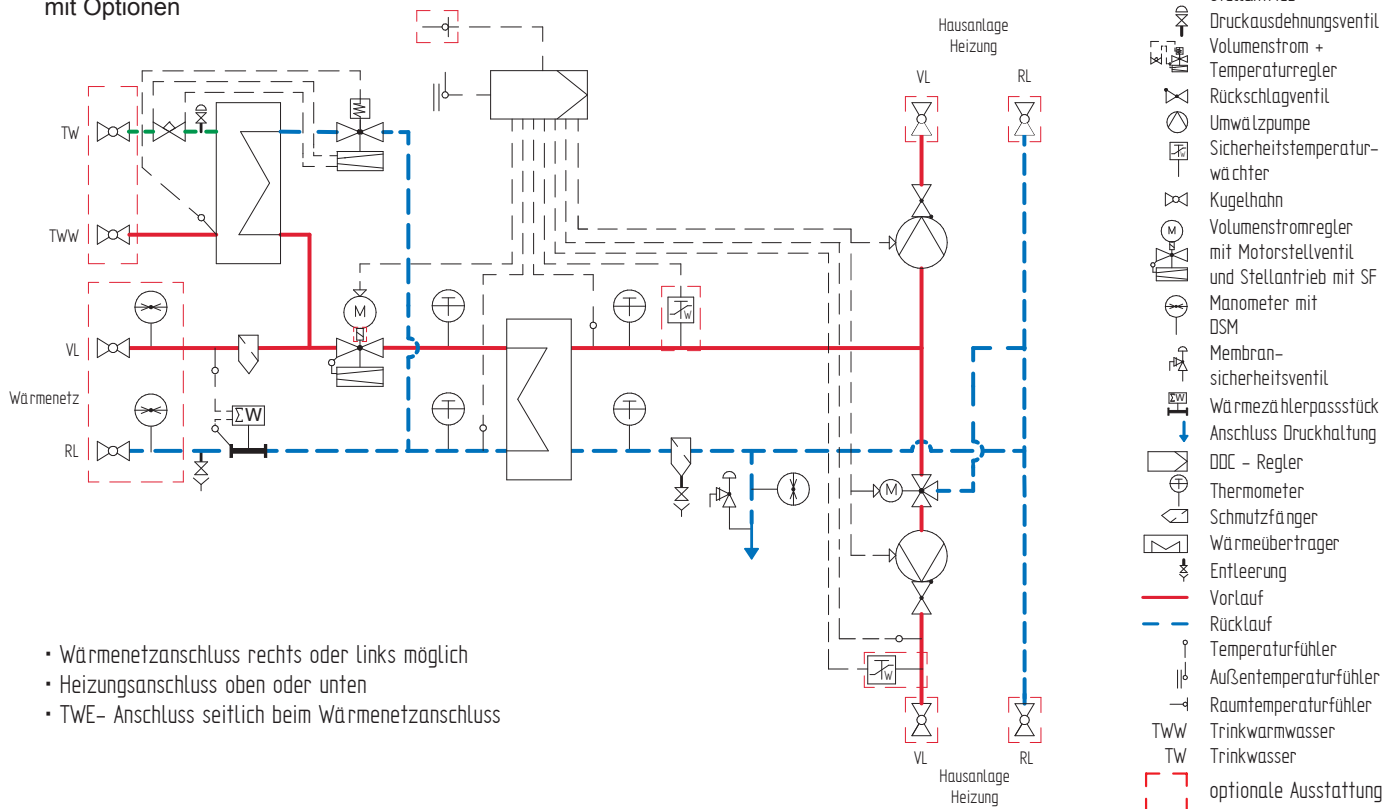 mit Optionen
Hausanlage
Heizung
VL
RL
TW
TWW
M
T
T
T
W
VL
Wärmenetz
ΣW
T
T
RL
M
T
W
VL
RL
Hausanlage
Heizung
• Wärmenetzanschluss rechts oder links möglich
• Heizungsanschluss oben oder unten
• TWE- Anschluss seitlich beim Wärmenetzanschluss
Druckausdehnungsventil
Volumenstrom +
Temperaturregler
Rückschlagventil
Umwälzpumpe
W
Sicherheitstemperatur-
wächter
Kugelhahn
M
Volumenstromregler
mit Motorstellventil
und Stellantrieb mit SF
Manometer mit
DSM
Membran-
sicherheitsventil
ΣW
Wärmezählerpassstück
Anschluss Druckhaltung
DDC - Regler
T
Thermometer
Schmutzfänger
Wärmeübertrager
Entleerung
Vorlauf
Rücklauf
Temperaturfühler
Außentemperaturfühler
Raumtemperaturfühler
TWW Trinkwarmwasser
TW Trinkwasser
optionale Ausstattung